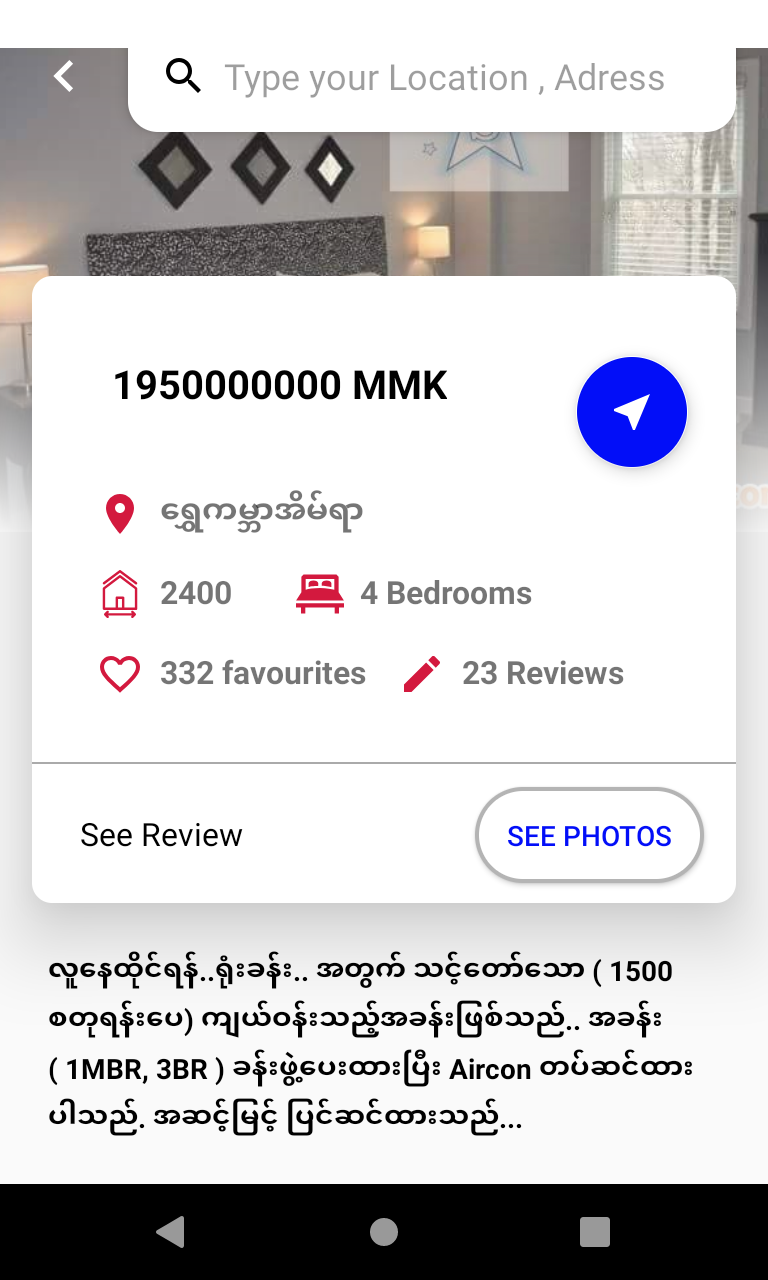 Type your Location , Adress
1950000000 MMK
ရွှေကမ္ဘာအိမ်ရာ
2400 4 Bedrooms
332 favourites 23 Reviews
See Review SEE PHOTOS
လူနေထိုင်ရန်..ရုံးခန်း.. အတွက် သင့်တော်သော ( 1500
စတုရန်းပေ) ကျယ်ဝန်းသည့်အခန်းဖြစ်သည်.. အခန်း
( 1MBR, 3BR ) ခန်းဖွဲ့ပေးထားပြီး Aircon တပ်ဆင်ထား
ပါသည်. အဆင့်မြင့် ပြင်ဆင်ထားသည်...